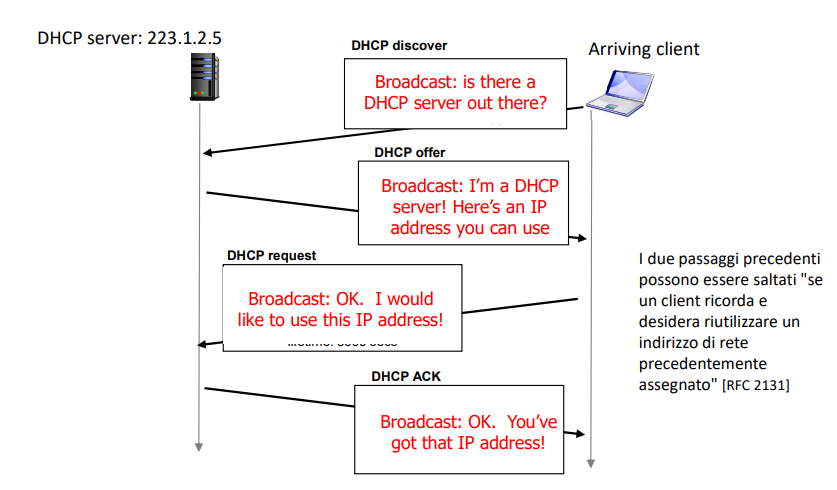 DHCP server: 223.1.2.5
DHCP discover
Arriving client
Broadcast: is there a
DHCP server out there?
DHCP offer
Broadcast: I'm a DHCP
server! Here's an IP
address you can use
DHCP request
Broadcast: OK. I would
like to use this IP address!
I due passaggi precedenti
possono essere saltati "se
un client ricorda e
desidera riutilizzare un
indirizzo di rete
precedentemente
assegnato" [RFC 2131]
DHCP ACK
Broadcast: OK. You've
got that IP address!